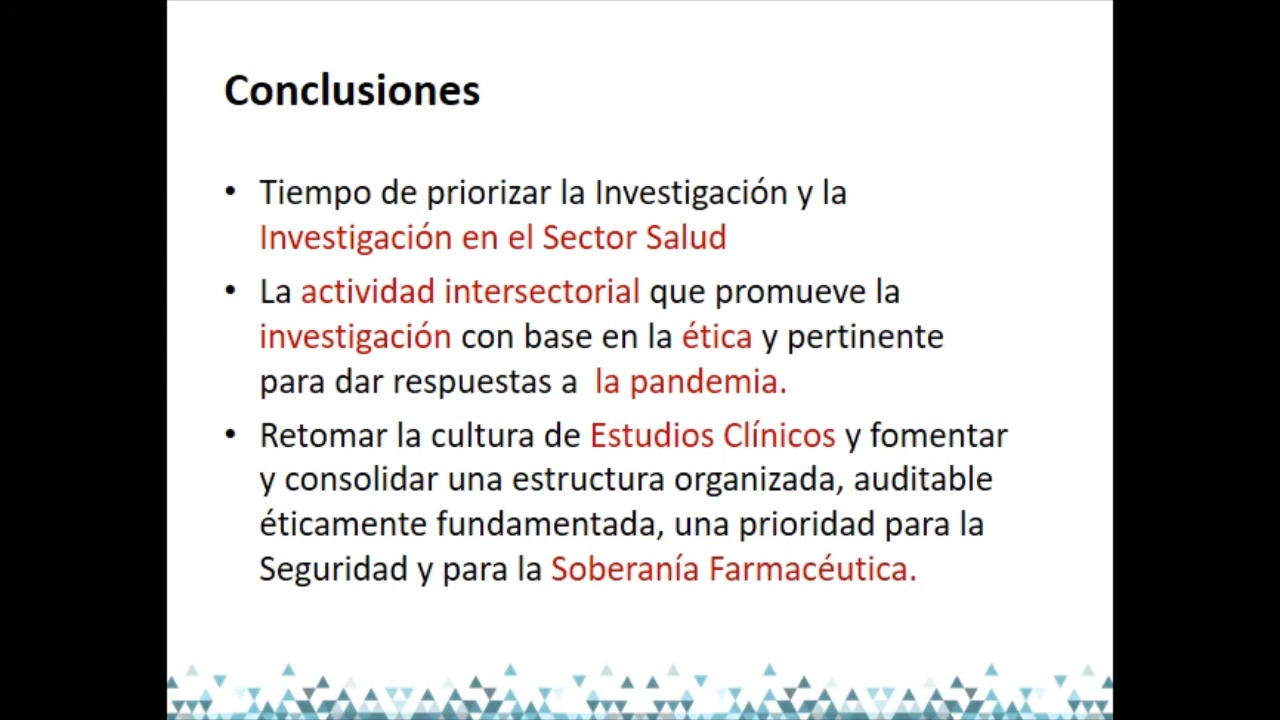 Conclusiones
• Tiempo de priorizar la Investigación y la
Investigación en el Sector Salud
• La actividad intersectorial que promueve la
investigación con base en la ética y pertinente
para dar respuestas a la pandemia.
• Retomar la cultura de Estudios Clínicos y fomentar
y consolidar una estructura organizada, auditable
éticamente fundamentada, una prioridad para la
Seguridad y para la Soberanía Farmacéutica.